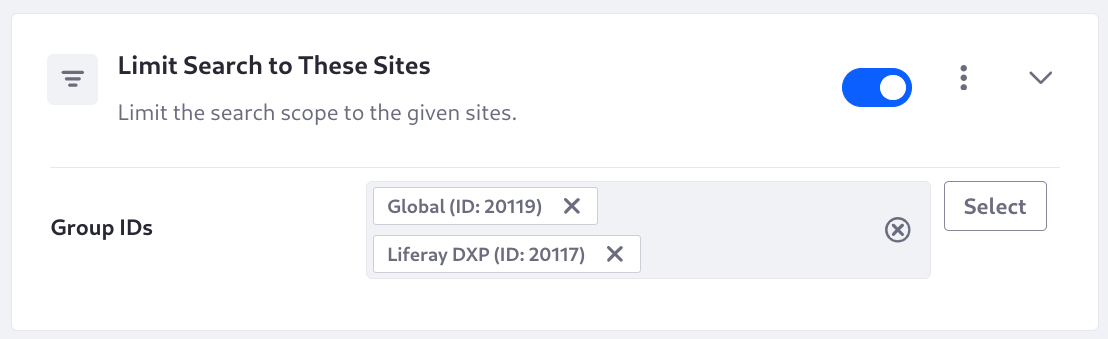 Limit Search to These Sites
Limit the search scope to the given sites.
Group IDs
Global (ID: 20119)
Liferay DXP (ID: 20117)
Select